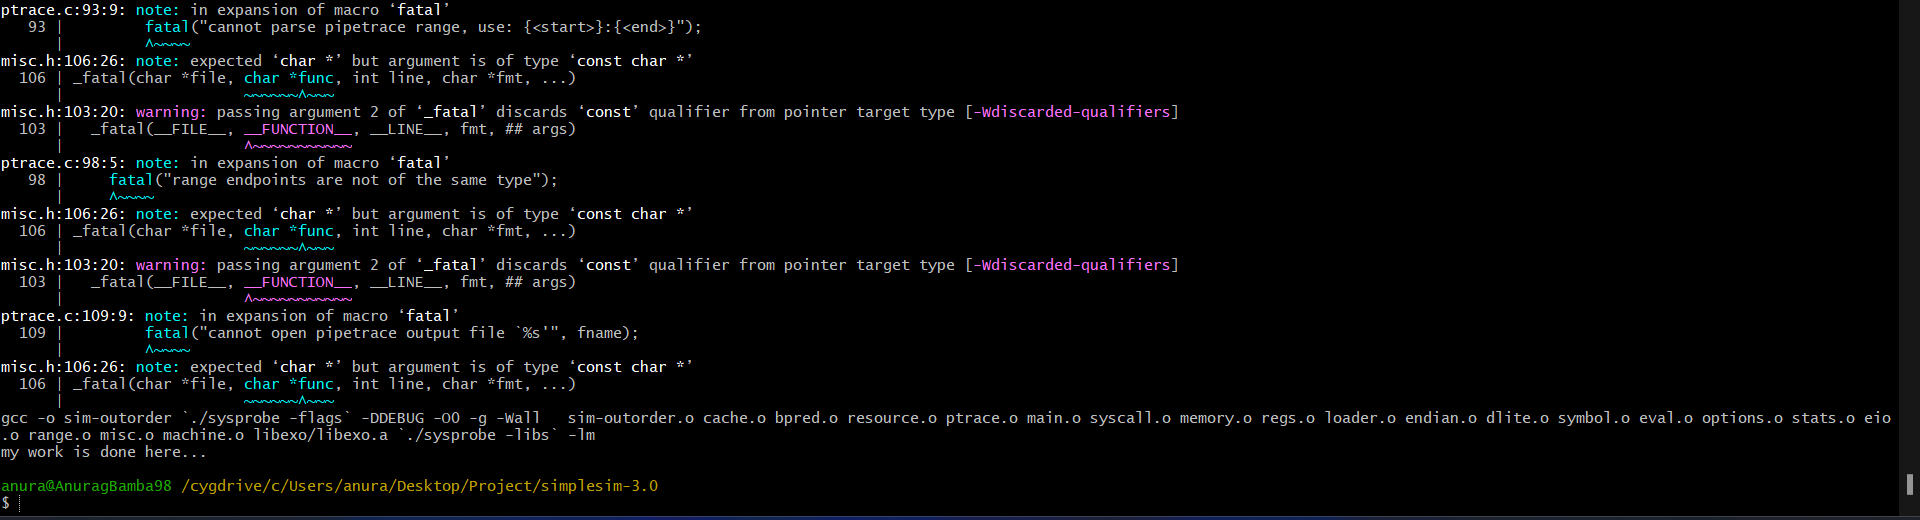 ptrace.c:93:9: note: in expansion of macro ‘fatal’
   93 |         fatal("cannot parse pipetrace range, use: {<start>}:{<end>}");
      |         ^~~~~
misc.h:106:26: note: expected ‘char *’ but argument is of type ‘const char *’
  106 | _fatal(char *file, char *func, int line, char *fmt, ...)
      |                    ~~~~~~^~~~
misc.h:103:20: warning: passing argument 2 of ‘_fatal’ discards ‘const’ qualifier from pointer target type [-Wdiscarded-qualifiers]
  103 |   _fatal(__FILE__, __FUNCTION__, __LINE__, fmt, ## args)
      |                    ^~~~~~~~~~~~
ptrace.c:98:5: note: in expansion of macro ‘fatal’
   98 |     fatal("range endpoints are not of the same type");
      |     ^~~~~
misc.h:106:26: note: expected ‘char *’ but argument is of type ‘const char *’
  106 | _fatal(char *file, char *func, int line, char *fmt, ...)
      |                    ~~~~~~^~~~
misc.h:103:20: warning: passing argument 2 of ‘_fatal’ discards ‘const’ qualifier from pointer target type [-Wdiscarded-qualifiers]
  103 |   _fatal(__FILE__, __FUNCTION__, __LINE__, fmt, ## args)
      |                    ^~~~~~~~~~~~
ptrace.c:109:9: note: in expansion of macro ‘fatal’
  109 |         fatal("cannot open pipetrace output file `%s'", fname);
      |         ^~~~~
misc.h:106:26: note: expected ‘char *’ but argument is of type ‘const char *’
  106 | _fatal(char *file, char *func, int line, char *fmt, ...)
      |                    ~~~~~~^~~~
gcc -o sim-outorder `./sysprobe -flags` -DDEBUG -O0 -g -Wall   sim-outorder.o cache.o bpred.o resource.o ptrace.o main.o syscall.o memory.o regs.o loader.o endian.o dlite.o symbol.o eval.o options.o stats.o eio
.o range.o misc.o machine.o libexo/libexo.a `./sysprobe -libs` -lm
my work is done here...
anura@AnuragBamba98 /cygdrive/c/Users/anura/Desktop/Project/simplesim-3.0
$